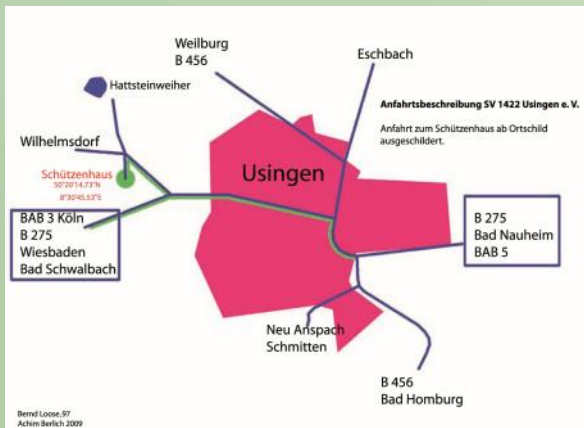 Weilburg
B 456
Eschbach
Hattsteinweiher
Anfahrtsbeschreibung SV 1422 Usingen e. V.
Anfahrt zum Schützenhaus ab Ortschild
ausgeschildert.
Wilhelmsdorf
Schützenhaus
50°20'14.73"N
8°30'45.53"E
Usingen
BAB 3 Köln
B 275
Wiesbaden
Bad Schwalbach
B 275
Bad Nauheim
BAB 5
Neu Anspach
Schmitten
B 456
Bad Homburg
Bernd Loose,97
Achim Berlich 2009